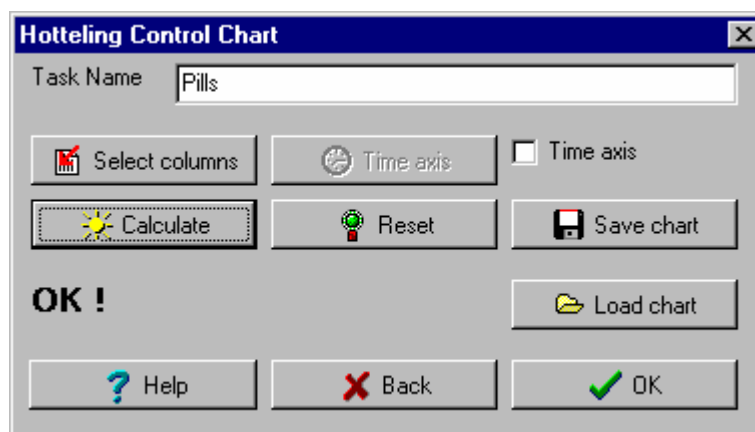 Hotteling Control Chart
Task Name Pills
Select columns Time axis Time axis
Calculate Reset Save chart
OK ! Load chart
Help Back OK